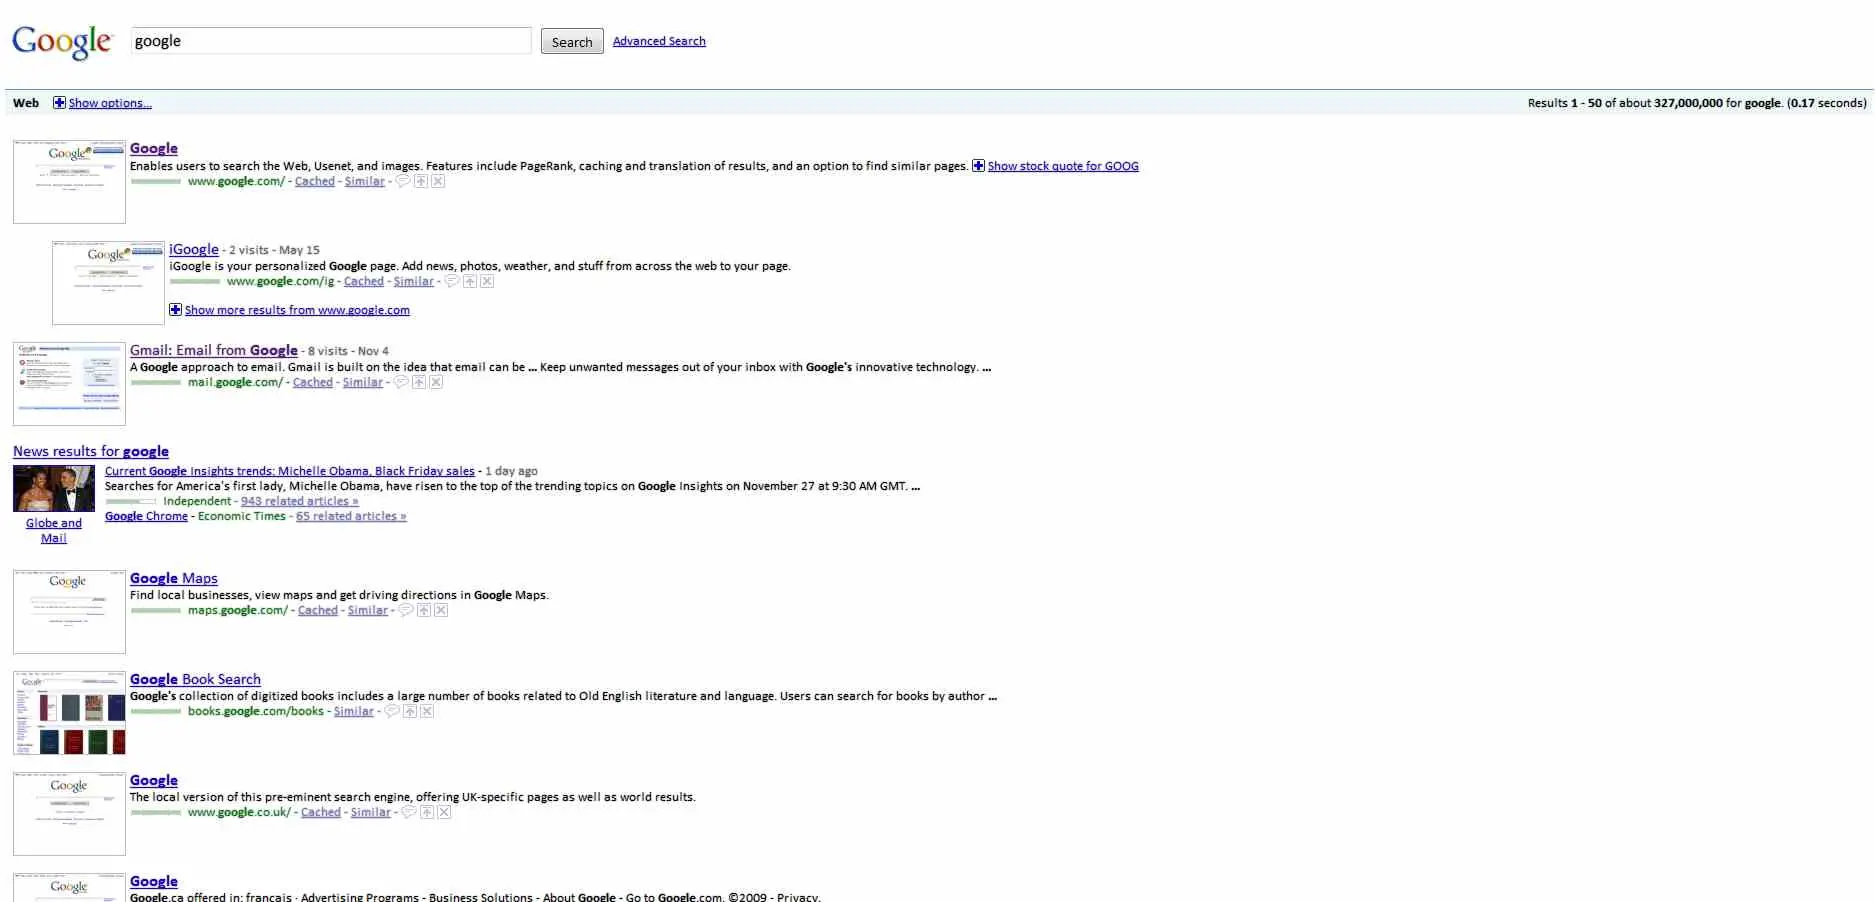 Google google Search Advanced Search
Web Show options... Results 1 - 50 of about 327,000,000 for google. (0.17 seconds)
Google
Enables users to search the Web, Usenet, and images. Features include PageRank, caching and translation of results, and an option to find similar pages. Show stock quote for GOOG
www.google.com/ - Cached - Similar -
iGoogle - 2 visits - May 15
iGoogle is your personalized Google page. Add news, photos, weather, and stuff from across the web to your page.
www.google.com/ig - Cached - Similar -
Show more results from www.google.com
Gmail: Email from Google - 8 visits - Nov 4
A Google approach to email. Gmail is built on the idea that email can be ... Keep unwanted messages out of your inbox with Google's innovative technology. ...
mail.google.com/ - Cached - Similar -
News results for google
Current Google Insights trends: Michelle Obama, Black Friday sales - 1 day ago
Searches for America's first lady, Michelle Obama, have risen to the top of the trending topics on Google Insights on November 27 at 9:30 AM GMT. ...
Independent - 943 related articles »
Google Chrome - Economic Times - 65 related articles »
Globe and
Mail
Google Maps
Find local businesses, view maps and get driving directions in Google Maps.
maps.google.com/ - Cached - Similar -
Google Book Search
Google's collection of digitized books includes a large number of books related to Old English literature and language. Users can search for books by author ...
books.google.com/books - Similar -
Google
The local version of this pre-eminent search engine, offering UK-specific pages as well as world results.
www.google.co.uk/ - Cached - Similar -
Google
Google.ca offered in: français · Advertising Programs - Business Solutions - About Google - Go to Google.com. ©2009 - Privacy.
Google
Google
Google
Google
Google
Google
Google